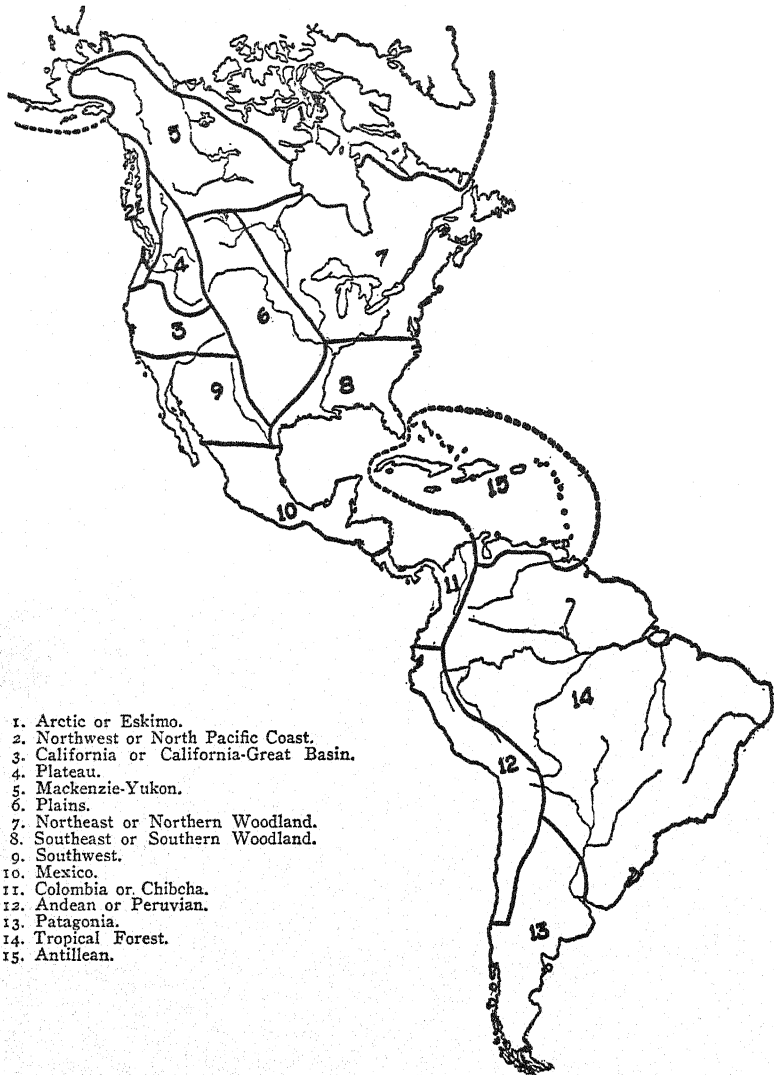 1
5
2
7
4
6
3
8
9
15
10
11
14
12
13
1. Arctic or Eskimo.
2. Northwest or North Pacific Coast.
3. California or California-Great Basin.
4. Plateau.
5. Mackenzie-Yukon.
6. Plains.
7. Northeast or Northern Woodland.
8. Southeast or Southern Woodland.
9. Southwest.
10. Mexico.
11. Colombia or Chibcha.
12. Andean or Peruvian.
13. Patagonia.
14. Tropical Forest.
15. Antillean.